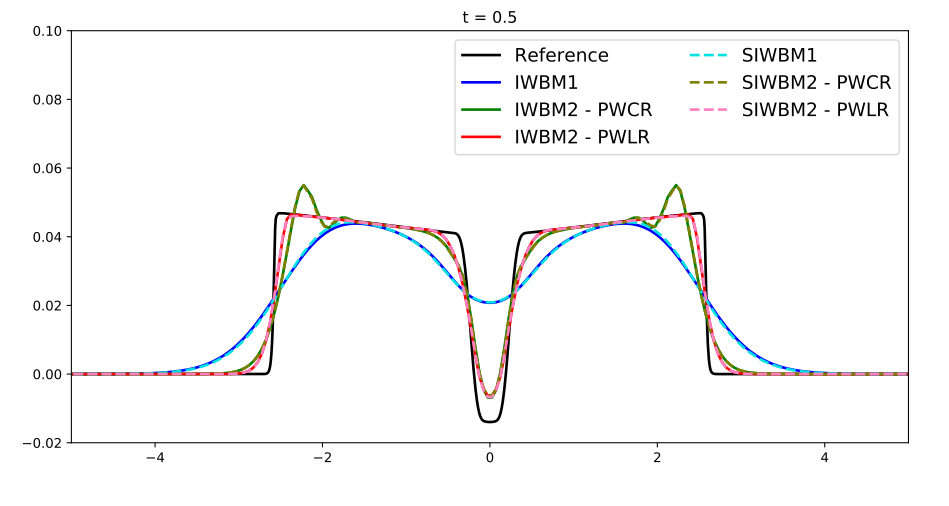 t = 0.5
0.10
0.08
0.06
0.04
0.02
0.00
−0.02
−4
−2
0
2
4
Reference
IWBM1
IWBM2 - PWCR
IWBM2 - PWLR
SIWBM1
SIWBM2 - PWCR
SIWBM2 - PWLR